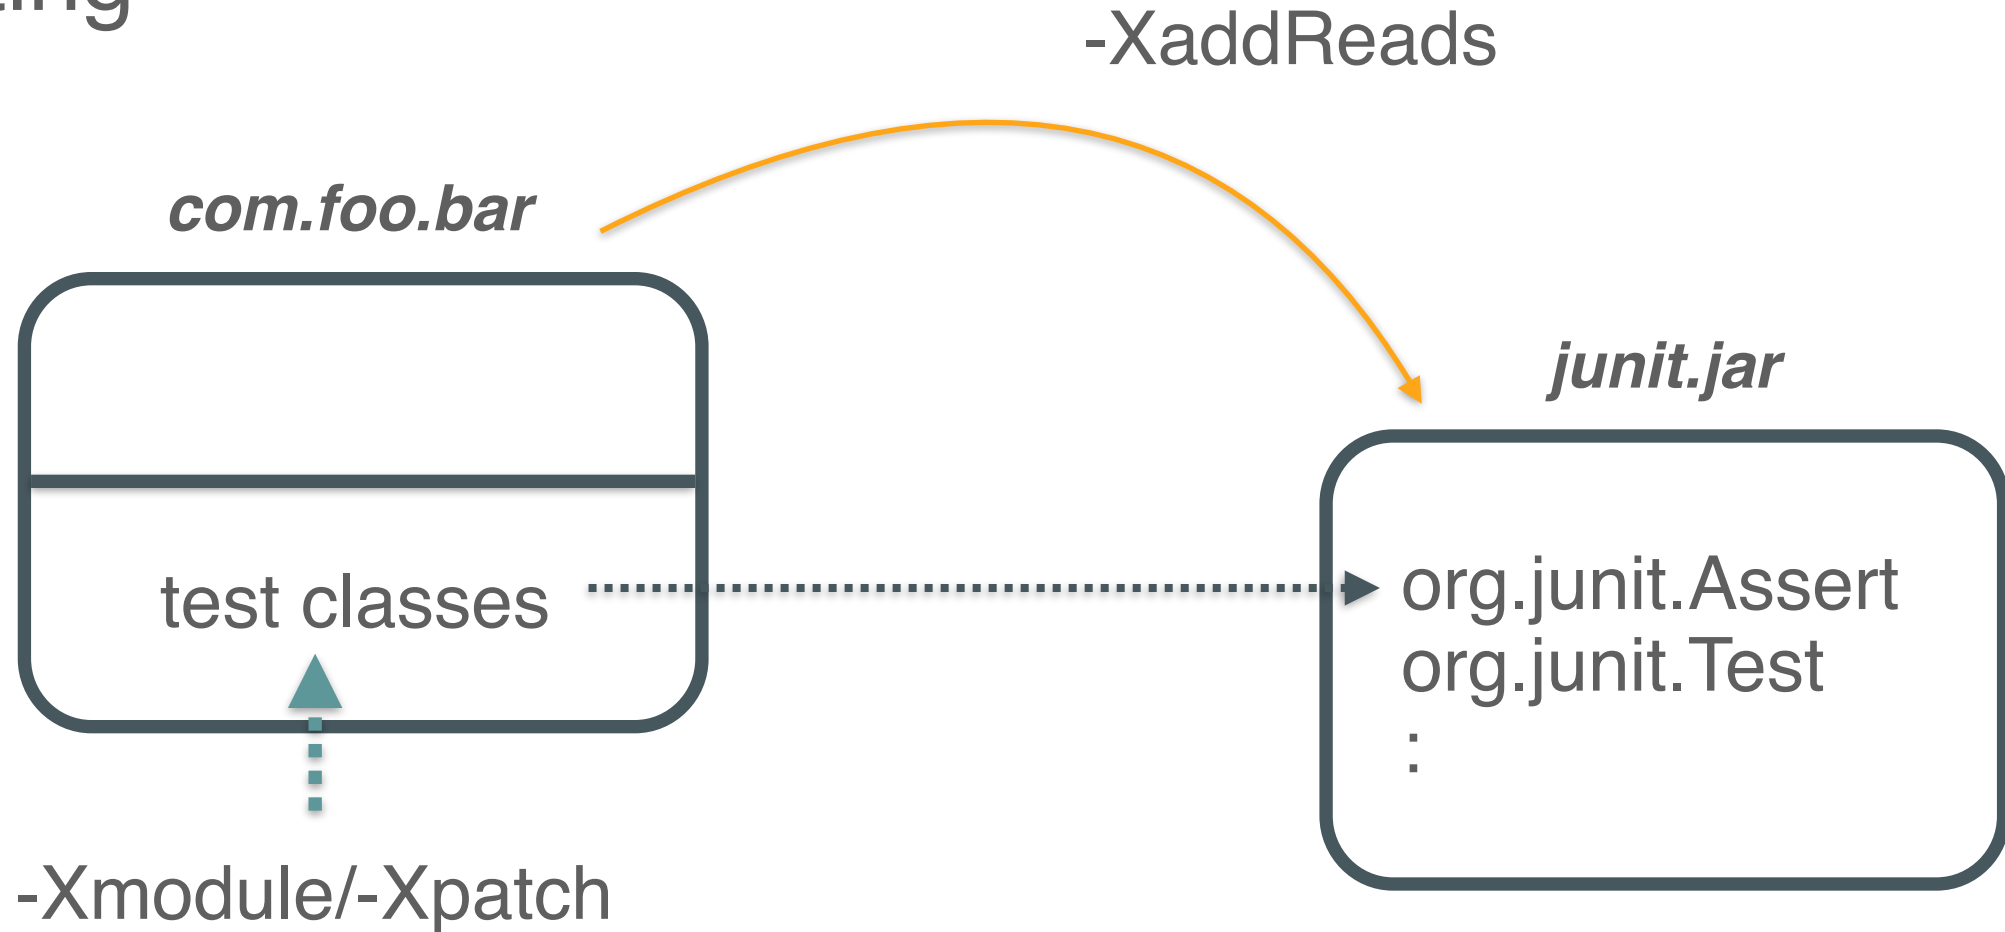 -XaddReads
com.foo.bar
junit.jar
test classes
org.junit.Assert
org.junit.Test
:
-Xmodule/-Xpatch